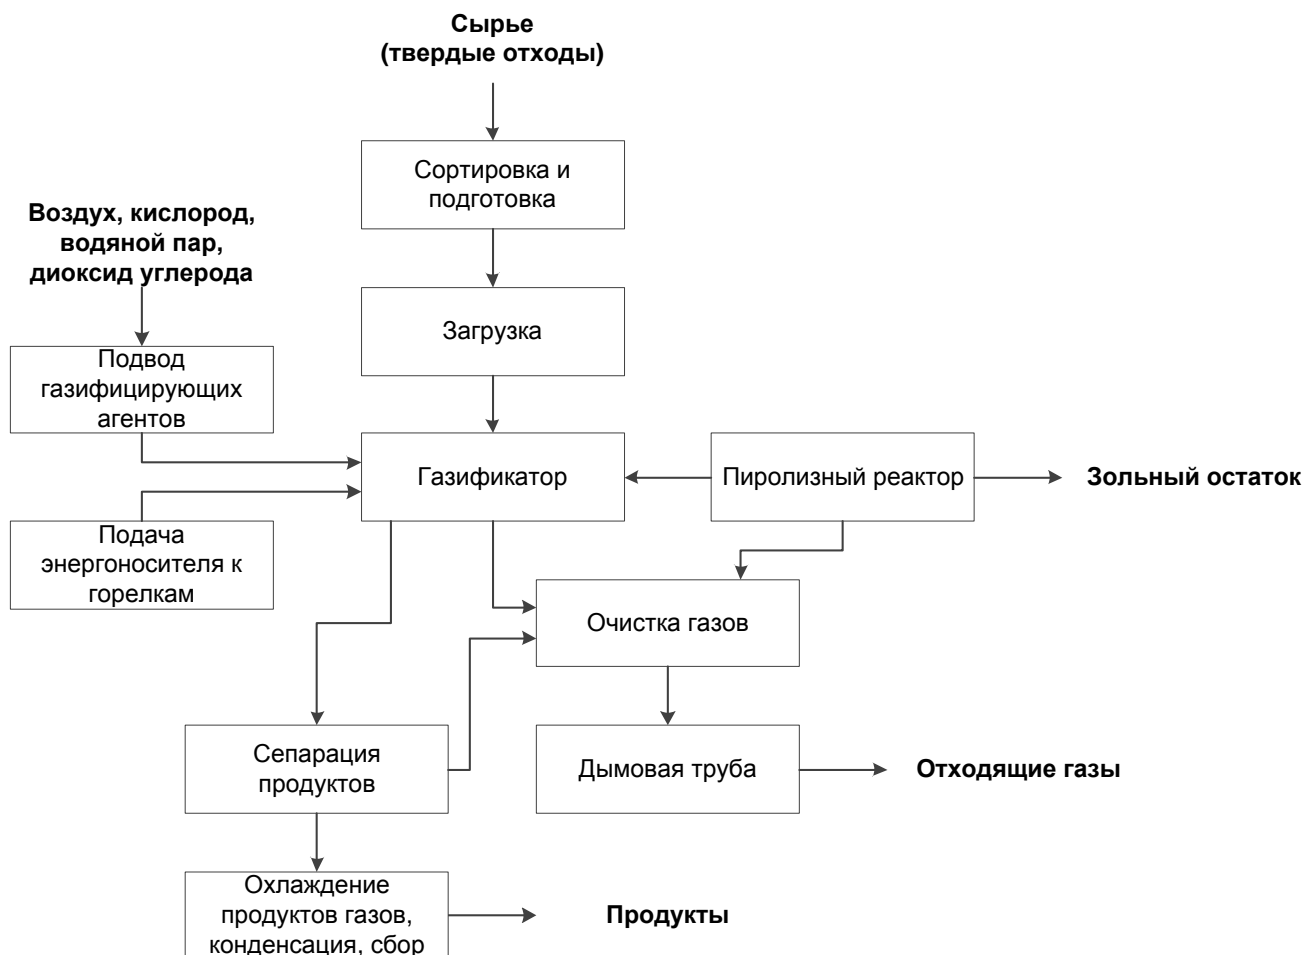 Сырье
(твердые отходы)
Сортировка и
подготовка
Воздух, кислород,
водяной пар,
диоксид углерода
Загрузка
Подвод
газифицирующих
агентов
Газификатор
Пиролизный реактор
Зольный остаток
Подача
энергоносителя к
горелкам
Очистка газов
Сепарация
продуктов
Дымовая труба
Отходящие газы
Охлаждение
продуктов газов,
конденсация, сбор
Продукты